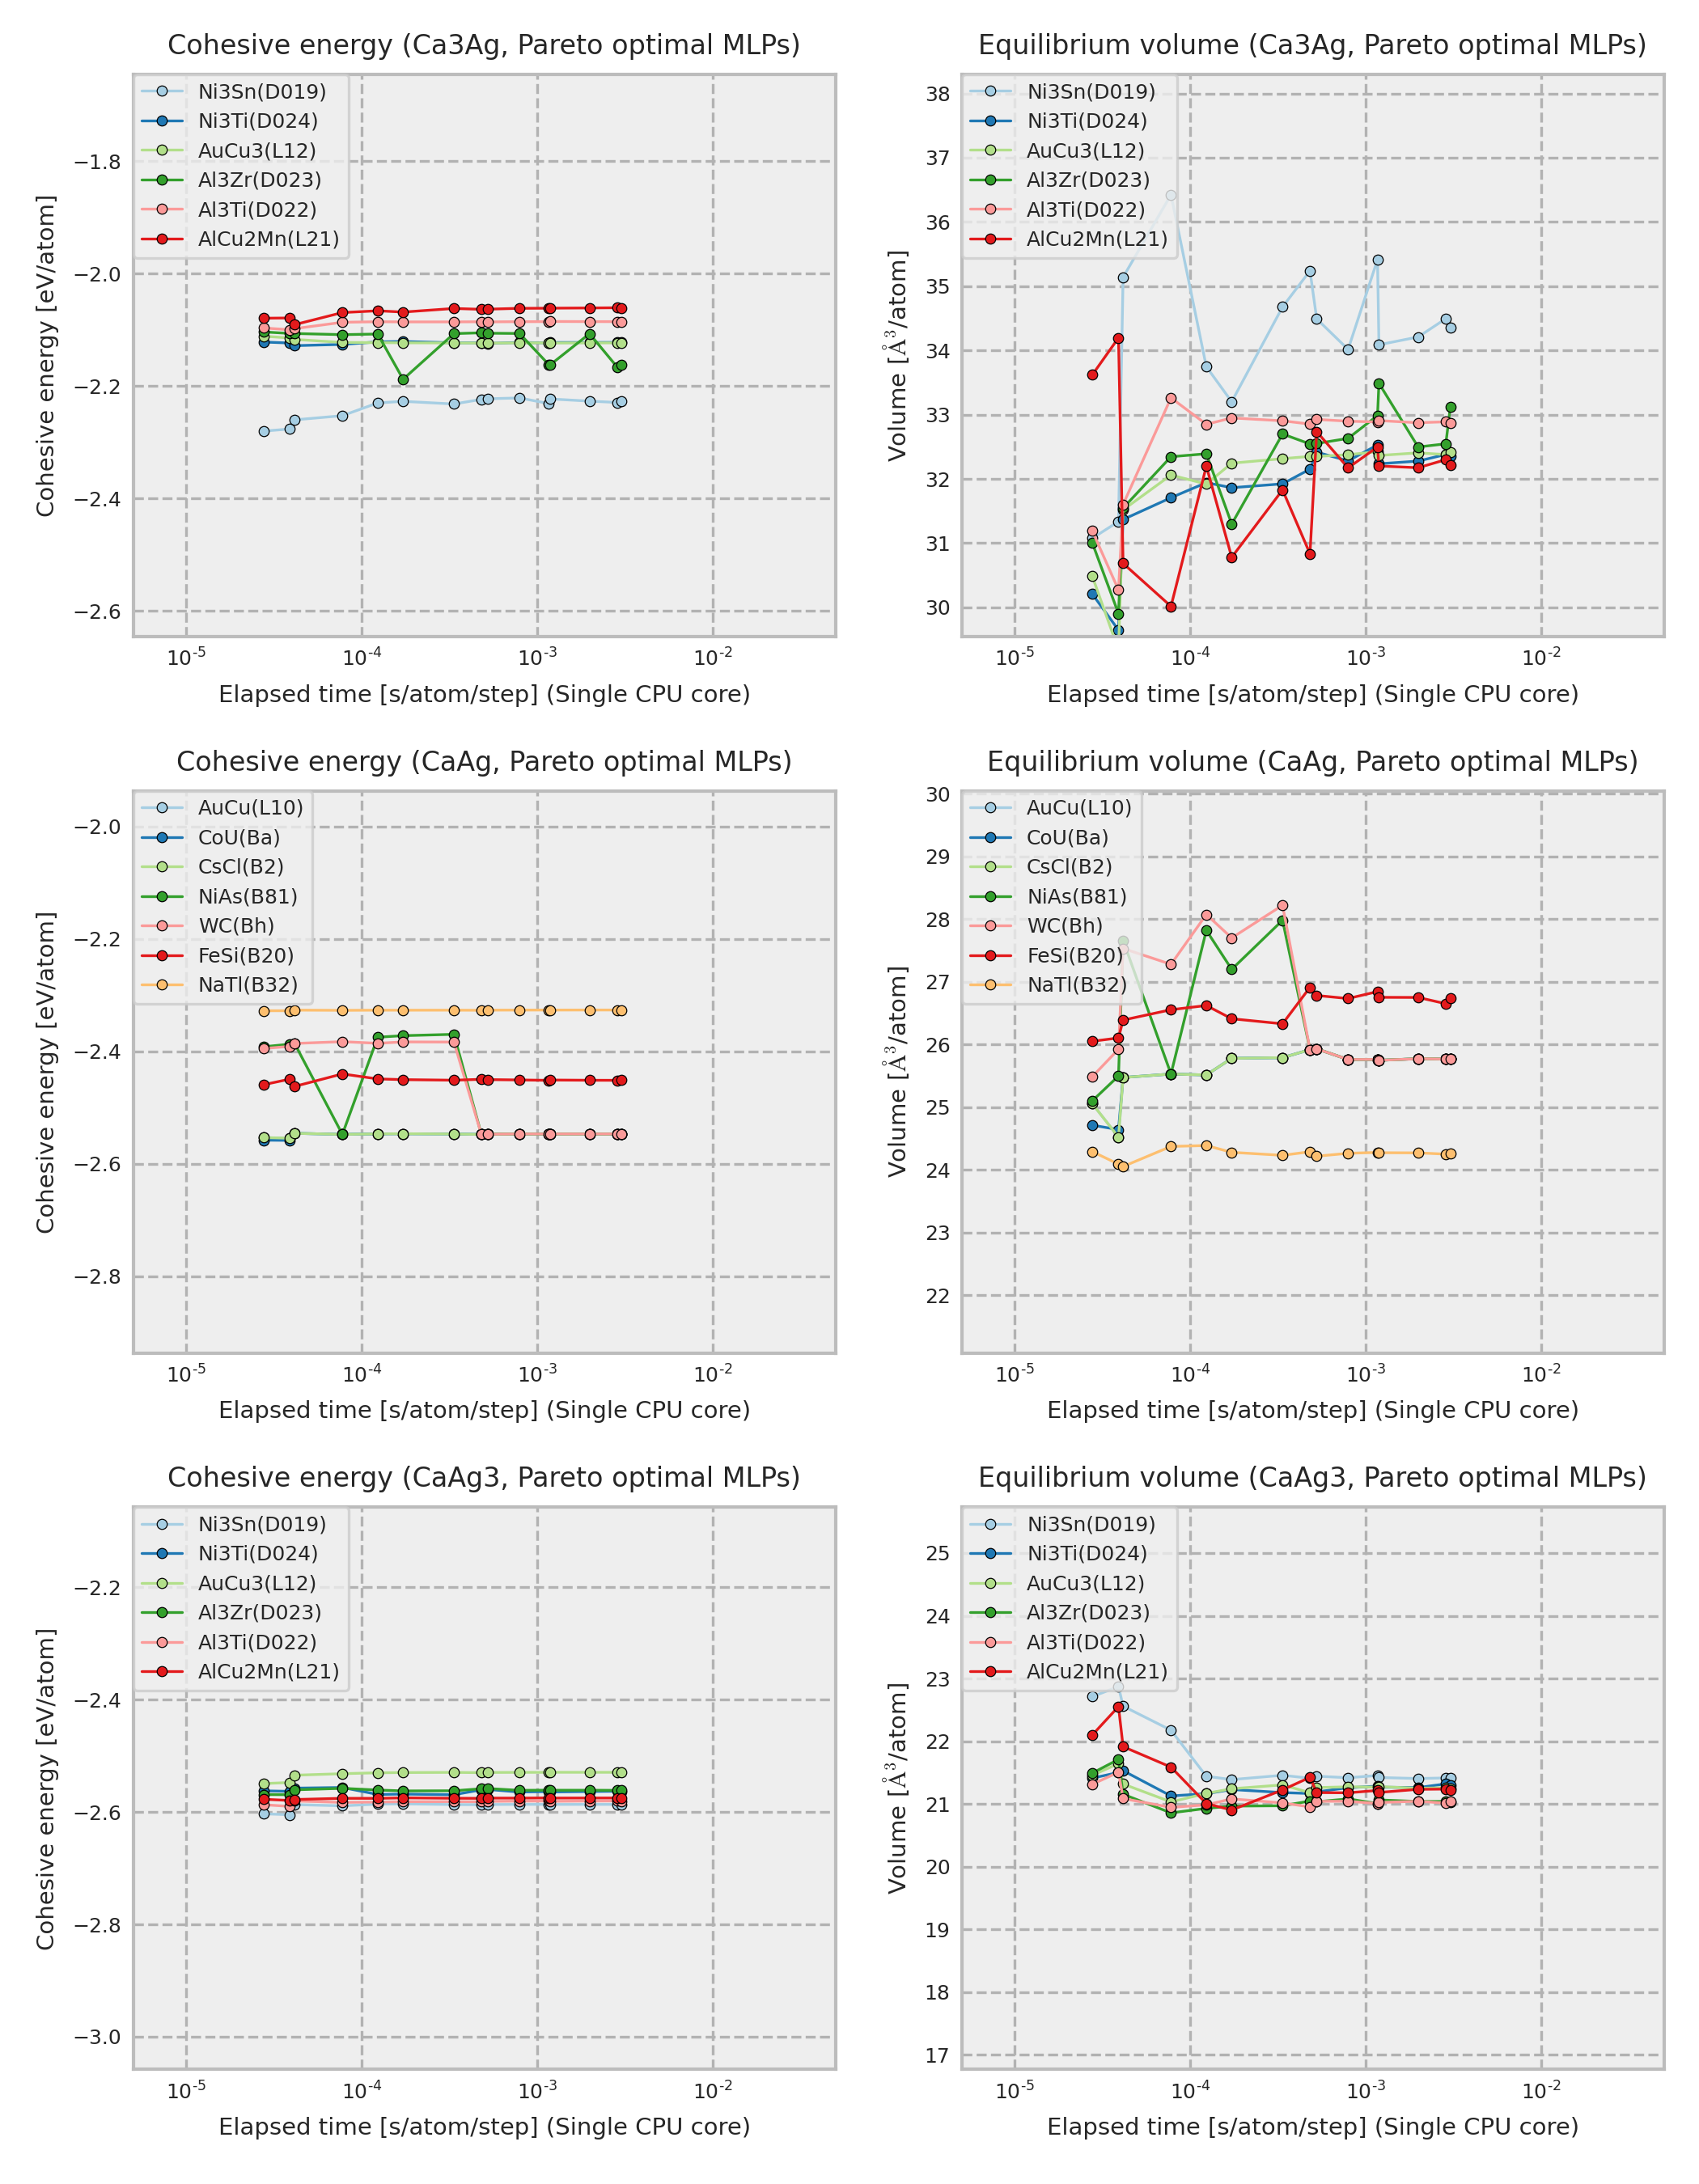 Cohesive energy (Ca3Ag, Pareto optimal MLPs)
Ni3Sn(D019)
Ni3Ti(D024)
AuCu3(L12)
Al3Zr(D023)
Al3Ti(D022)
AlCu2Mn(L21)
−1.8
−2.0
−2.2
−2.4
−2.6
Cohesive energy [eV/atom]
10-5
10-4
10-3
10-2
Elapsed time [s/atom/step] (Single CPU core)
Equilibrium volume (Ca3Ag, Pareto optimal MLPs)
Ni3Sn(D019)
Ni3Ti(D024)
AuCu3(L12)
Al3Zr(D023)
Al3Ti(D022)
AlCu2Mn(L21)
38
37
36
35
34
33
32
31
30
Volume [Å3/atom]
10-5
10-4
10-3
10-2
Elapsed time [s/atom/step] (Single CPU core)
Cohesive energy (CaAg, Pareto optimal MLPs)
AuCu(L10)
CoU(Ba)
CsCl(B2)
NiAs(B81)
WC(Bh)
FeSi(B20)
NaTl(B32)
−2.0
−2.2
−2.4
−2.6
−2.8
Cohesive energy [eV/atom]
10-5
10-4
10-3
10-2
Elapsed time [s/atom/step] (Single CPU core)
Equilibrium volume (CaAg, Pareto optimal MLPs)
AuCu(L10)
CoU(Ba)
CsCl(B2)
NiAs(B81)
WC(Bh)
FeSi(B20)
NaTl(B32)
30
29
28
27
26
25
24
23
22
Volume [Å3/atom]
10-5
10-4
10-3
10-2
Elapsed time [s/atom/step] (Single CPU core)
Cohesive energy (CaAg3, Pareto optimal MLPs)
Ni3Sn(D019)
Ni3Ti(D024)
AuCu3(L12)
Al3Zr(D023)
Al3Ti(D022)
AlCu2Mn(L21)
−2.2
−2.4
−2.6
−2.8
−3.0
Cohesive energy [eV/atom]
10-5
10-4
10-3
10-2
Elapsed time [s/atom/step] (Single CPU core)
Equilibrium volume (CaAg3, Pareto optimal MLPs)
Ni3Sn(D019)
Ni3Ti(D024)
AuCu3(L12)
Al3Zr(D023)
Al3Ti(D022)
AlCu2Mn(L21)
25
24
23
22
21
20
19
18
17
Volume [Å3/atom]
10-5
10-4
10-3
10-2
Elapsed time [s/atom/step] (Single CPU core)